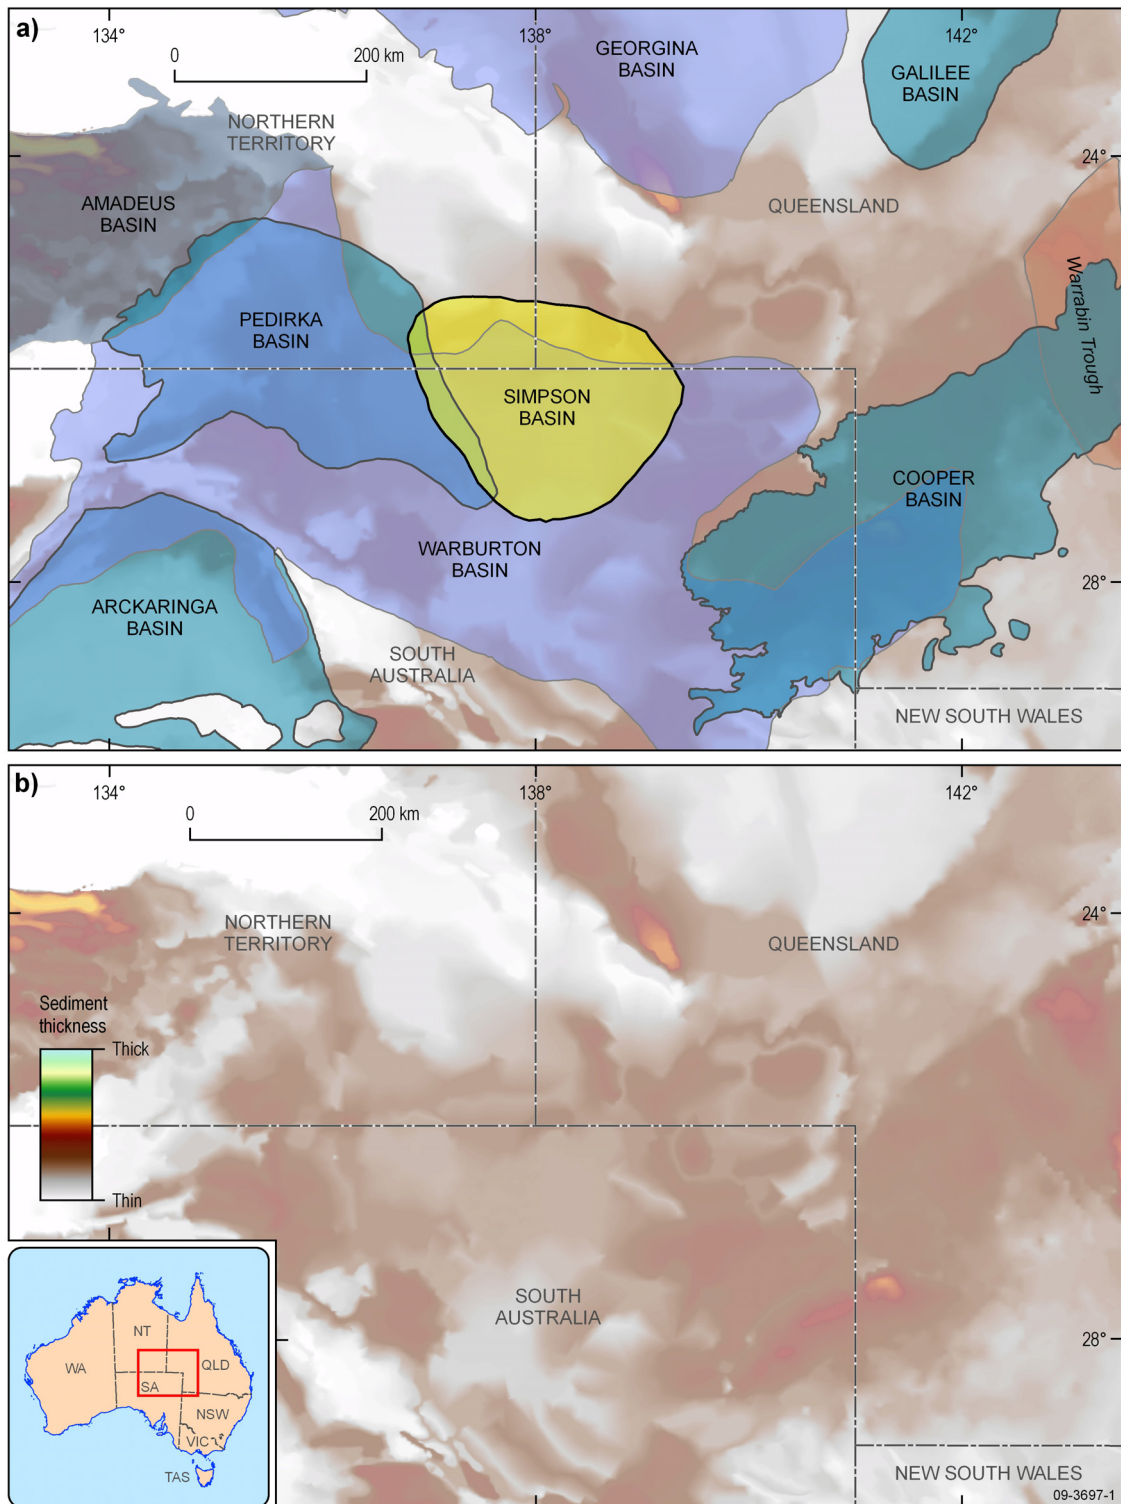 a)
134°
138°
142°
0
200 km
GEORGINA
BASIN
GALILEE
BASIN
NORTHERN
TERRITORY
24°
AMADEUS
BASIN
QUEENSLAND
Warrabin Trough
PEDIRKA
BASIN
SIMPSON
BASIN
COOPER
BASIN
WARBURTON
BASIN
28°
ARCKARINGA
BASIN
SOUTH
AUSTRALIA
NEW SOUTH WALES
b)
134°
138°
142°
0
200 km
24°
NORTHERN
TERRITORY
QUEENSLAND
Sediment
thickness
Thick
Thin
SOUTH
AUSTRALIA
28°
NT
WA
QLD
SA
NSW
VIC
TAS
NEW SOUTH WALES
09-3697-1